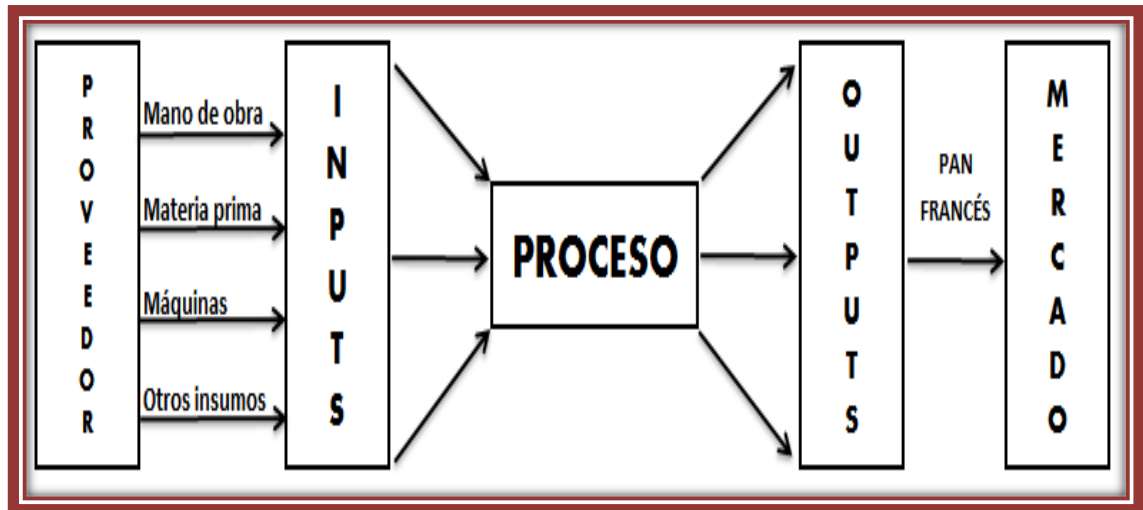 PROVEEDOR
Mano de obra
Materia prima
Máquinas
Otros insumos
INPUTS
PROCESO
OUTPUTS
PAN
FRANCÉS
MERCADO